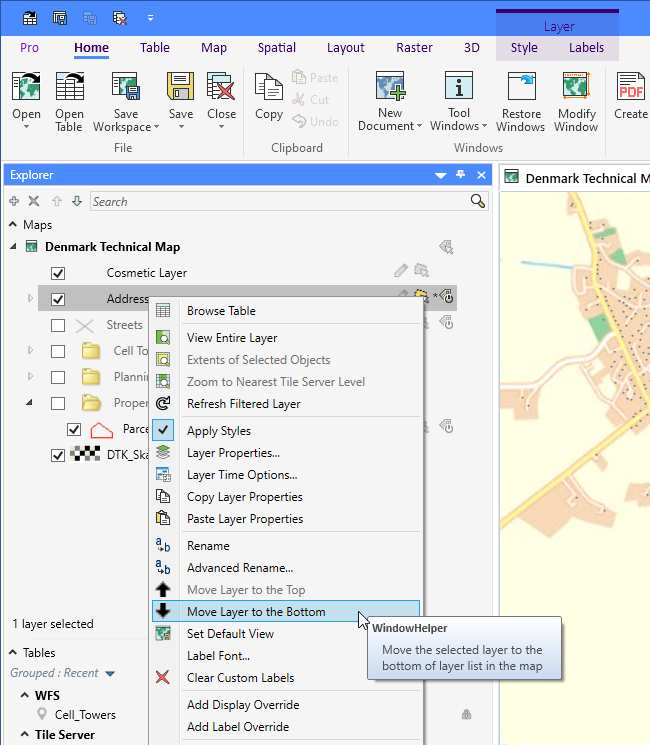 Layer
Pro Home Table Map Spatial Layout Raster 3D Style Labels
Open Open Table Save Workspace Save Close Copy Paste Cut Undo New Document Tool Windows Restore Windows Modify Window Create
File Clipboard Windows
Explorer
Denmark Technical M
Search
Maps
Denmark Technical Map
Cosmetic Layer
Address
Streets
Cell To
Plannin
Proper
Parce
DTK_Ska
Browse Table
View Entire Layer
Extents of Selected Objects
Zoom to Nearest Tile Server Level
Refresh Filtered Layer
Apply Styles
Layer Properties...
Layer Time Options...
Copy Layer Properties
Paste Layer Properties
Rename
Advanced Rename...
Move Layer to the Top
Move Layer to the Bottom
Set Default View
Label Font...
Clear Custom Labels
Add Display Override
Add Label Override
WindowHelper
Move the selected layer to the
bottom of layer list in the map
1 layer selected
Tables
Grouped : Recent
WFS
Cell_Towers
Tile Server